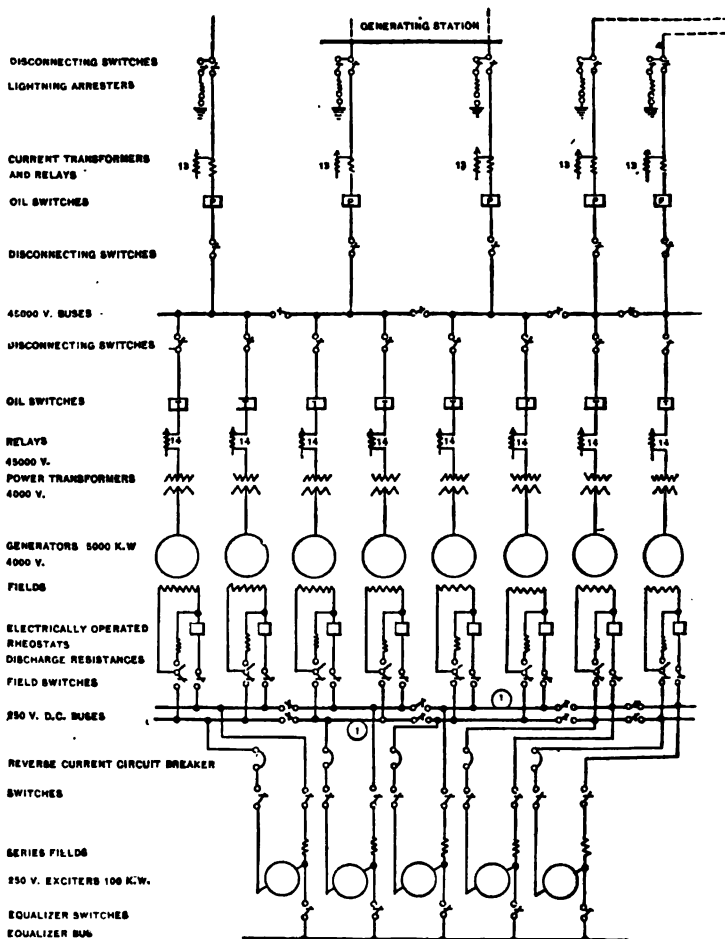 GENERATING STATION
DISCONNECTING SWITCHES
LIGHTNING ARRESTERS
CURRENT TRANSFORMERS
AND RELAYS
13 13 13 13 13
OIL SWITCHES
DISCONNECTING SWITCHES
45000 V. BUSES
DISCONNECTING SWITCHES
OIL SWITCHES
RELAYS
14 14 14 14 14 14 14 14
45000 V.
POWER TRANSFORMERS
4000 V.
GENERATORS 5000 K.W
4000 V.
FIELDS
ELECTRICALLY OPERATED
RHEOSTATS
DISCHARGE RESISTANCES
FIELD SWITCHES
1
250 V. D.C. BUSES
1
REVERSE CURRENT CIRCUIT BREAKER
SWITCHES
SERIES FIELDS
250 V. EXCITERS 100 K.W.
EQUALIZER SWITCHES
EQUALIZER BUS